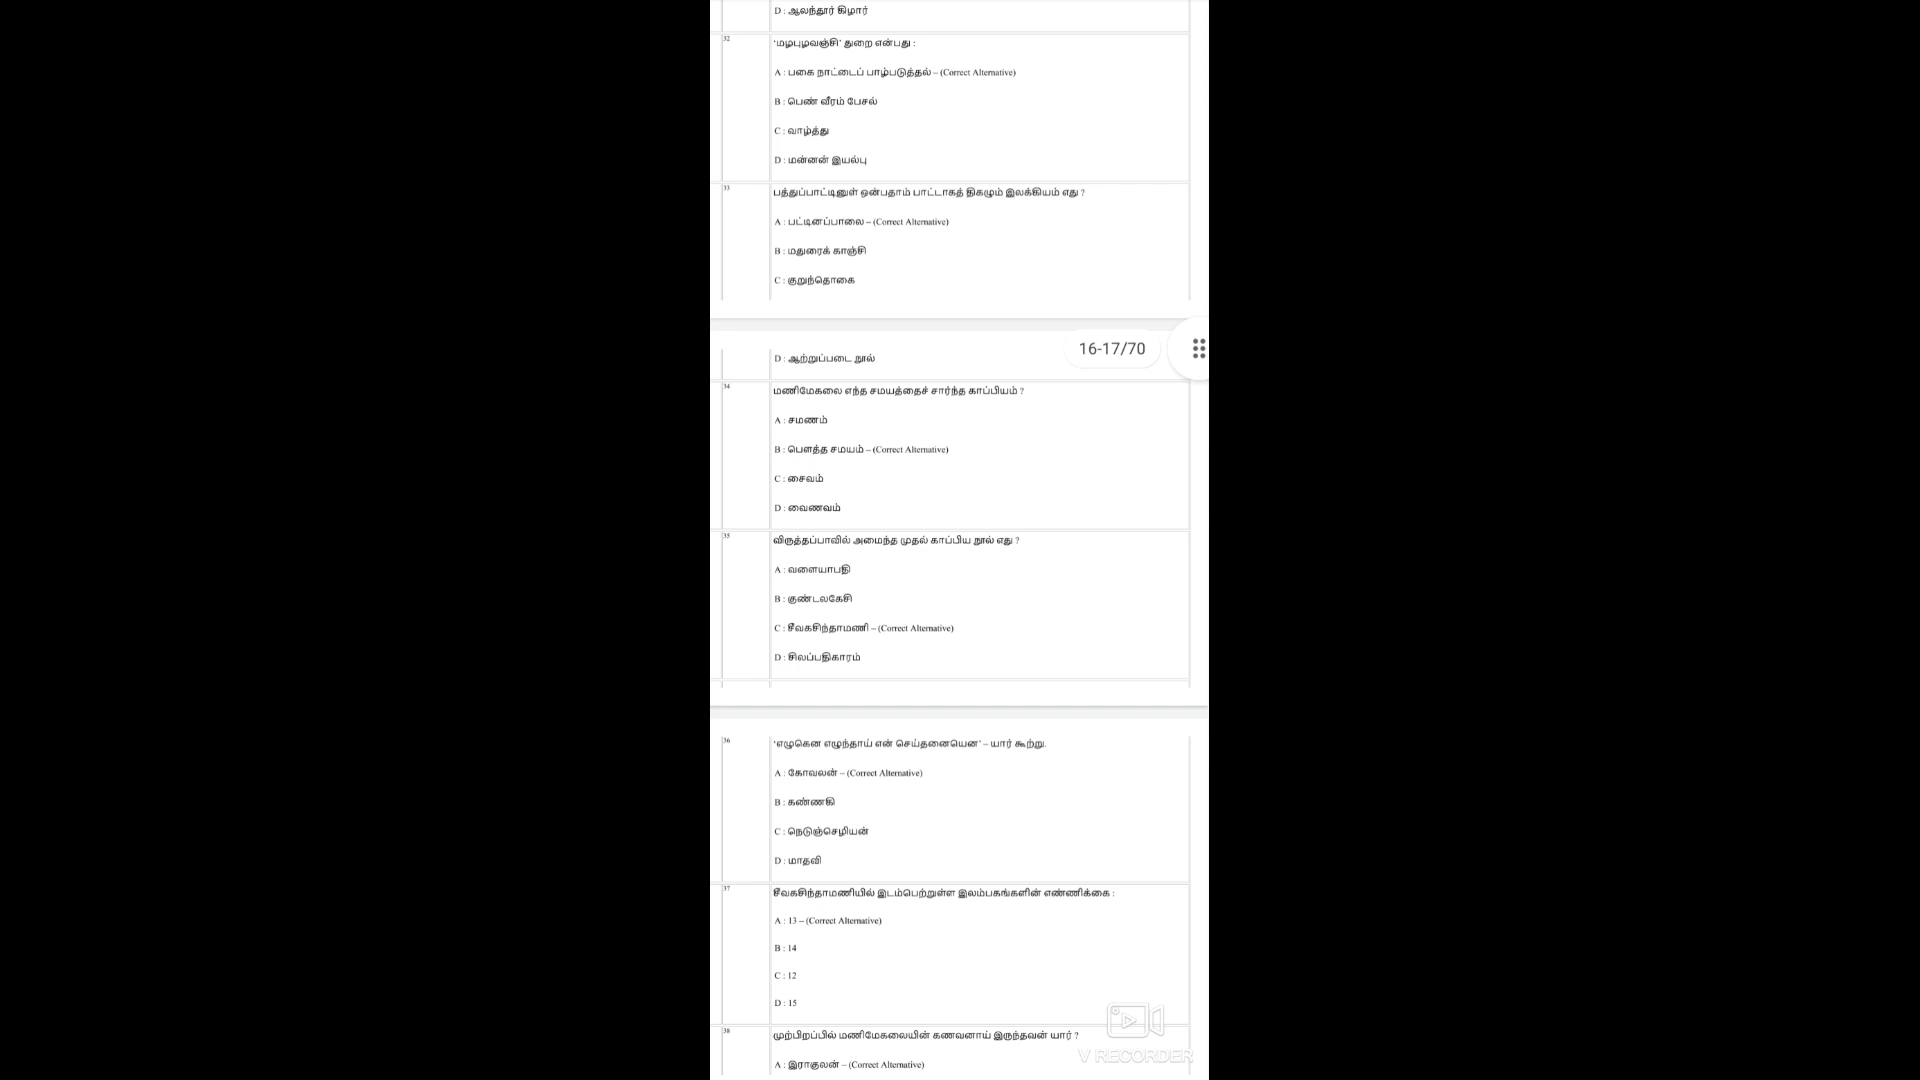 D : ஆலந்தூர் கிழார்
32
‘மழபுழவஞ்சி’ துறை என்பது :
A : பகை நாட்டைப் பாழ்படுத்தல் – (Correct Alternative)
B : பெண் வீரம் பேசல்
C : வாழ்த்து
D : மன்னன் இயல்பு
33
பத்துப்பாட்டினுள் ஒன்பதாம் பாட்டாகத் திகழும் இலக்கியம் எது ?
A : பட்டினப்பாலை – (Correct Alternative)
B : மதுரைக் காஞ்சி
C : குறுந்தொகை
16-17/70
D : ஆற்றுப்படை நூல்
34
மணிமேகலை எந்த சமயத்தைச் சார்ந்த காப்பியம் ?
A : சமணம்
B : பௌத்த சமயம் – (Correct Alternative)
C : சைவம்
D : வைணவம்
35
விருத்தப்பாவில் அமைந்த முதல் காப்பிய நூல் எது ?
A : வளையாபதி
B : குண்டலகேசி
C : சீவகசிந்தாமணி – (Correct Alternative)
D : சிலப்பதிகாரம்
36
‘எழுகென எழுந்தாய் என் செய்தனையென’ – யார் கூற்று.
A : கோவலன் – (Correct Alternative)
B : கண்ணகி
C : நெடுஞ்செழியன்
D : மாதவி
37
சீவகசிந்தாமணியில் இடம்பெற்றுள்ள இலம்பகங்களின் எண்ணிக்கை :
A : 13 – (Correct Alternative)
B : 14
C : 12
D : 15
38
முற்பிறப்பில் மணிமேகலையின் கணவனாய் இருந்தவன் யார் ?
A : இராகுலன் – (Correct Alternative)
V RECORDER